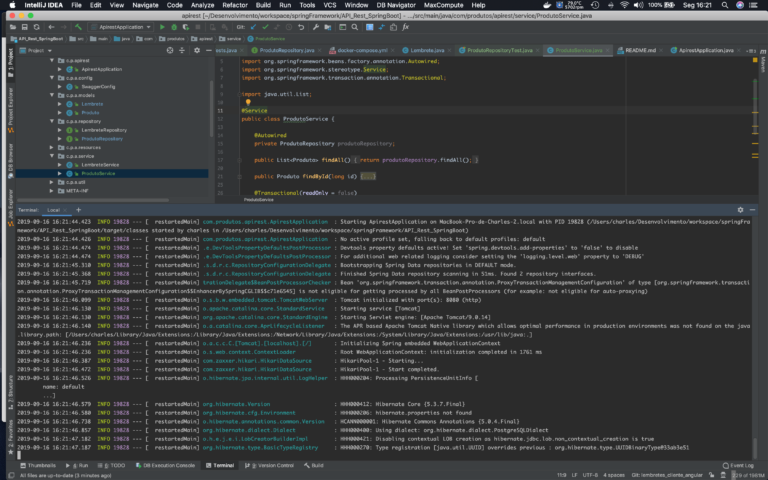 IntelliJ IDEA File Edit View Navigate Code Analyze Refactor Build Run Tools VCS Window DB Navigator MaxCompute Help 100% Seg 16:21
apirest [~/Desenvolvimento/workspace/springFramework/API_Rest_SpringBoot] - .../src/main/java/com/produtos/apirest/service/ProdutoService.java
ApirestApplication Git:
API_Rest_SpringBoot src main java com produtos apirest service ProdutoService
Project
ProdutoRepository.java docker-compose.yml Lembrete.java ProdutoRepositoryTest.java ProdutoService.java README.md ApirestApplication.java
c.p.apirest
ApirestApplication
c.p.a.config
SwaggerConfig
c.p.a.models
Lembrete
Produto
c.p.a.repository
LembreteRepository
ProdutoRepository
c.p.a.resources
c.p.a.service
LembreteService
ProdutoService
c.p.a.util
META-INF
import org.springframework.beans.factory.annotation.Autowired;
import org.springframework.stereotype.Service;
import org.springframework.transaction.annotation.Transactional;
import java.util.List;
@Service
public class ProdutoService {
@Autowired
private ProdutoRepository produtoRepository;
public List<Produto> findAll() { return produtoRepository.findAll(); }
public Produto findById(long id) {...}
@Transactional(readOnly = false)
ProdutoService
Terminal: Local +
2019-09-16 16:21:44.423 INFO 19828 --- [ restartedMain] com.produtos.apirest.ApirestApplication : Starting ApirestApplication on MacBook-Pro-de-Charles-2.local with PID 19828 (/Users/charles/Desenvolvimento/workspace/springFra
mework/API_Rest_SpringBoot/target/classes started by charles in /Users/charles/Desenvolvimento/workspace/springFramework/API_Rest_SpringBoot)
2019-09-16 16:21:44.426 INFO 19828 --- [ restartedMain] com.produtos.apirest.ApirestApplication : No active profile set, falling back to default profiles: default
2019-09-16 16:21:44.474 INFO 19828 --- [ restartedMain] .e.DevToolsPropertyDefaultsPostProcessor : Devtools property defaults active! Set 'spring.devtools.add-properties' to 'false' to disable
2019-09-16 16:21:44.474 INFO 19828 --- [ restartedMain] .e.DevToolsPropertyDefaultsPostProcessor : For additional web related logging consider setting the 'logging.level.web' property to 'DEBUG'
2019-09-16 16:21:45.310 INFO 19828 --- [ restartedMain] .s.d.r.c.RepositoryConfigurationDelegate : Bootstrapping Spring Data repositories in DEFAULT mode.
2019-09-16 16:21:45.368 INFO 19828 --- [ restartedMain] .s.d.r.c.RepositoryConfigurationDelegate : Finished Spring Data repository scanning in 51ms. Found 2 repository interfaces.
2019-09-16 16:21:45.719 INFO 19828 --- [ restartedMain] trationDelegate$BeanPostProcessorChecker : Bean 'org.springframework.transaction.annotation.ProxyTransactionManagementConfiguration' of type [org.springframework.transact
2019-09-16 16:21:46.099 INFO 19828 --- [ restartedMain] o.s.b.w.embedded.tomcat.TomcatWebServer : Tomcat initialized with port(s): 8080 (http)
2019-09-16 16:21:46.130 INFO 19828 --- [ restartedMain] o.apache.catalina.core.StandardService : Starting service [Tomcat]
2019-09-16 16:21:46.130 INFO 19828 --- [ restartedMain] org.apache.catalina.core.StandardEngine : Starting Servlet engine: [Apache Tomcat/9.0.14]
2019-09-16 16:21:46.145 INFO 19828 --- [ restartedMain] o.a.catalina.core.AprLifecycleListener : The APR based Apache Tomcat Native library which allows optimal performance in production environments was not found on the java
.library.path: [/Users/charles/Library/Java/Extensions:/Library/Java/Extensions:/Network/Library/Java/Extensions:/System/Library/Java/Extensions:/usr/lib/java:.]
2019-09-16 16:21:46.236 INFO 19828 --- [ restartedMain] o.a.c.c.C.[Tomcat].[localhost].[/] : Initializing Spring embedded WebApplicationContext
2019-09-16 16:21:46.236 INFO 19828 --- [ restartedMain] o.s.web.context.ContextLoader : Root WebApplicationContext: initialization completed in 1761 ms
2019-09-16 16:21:46.387 INFO 19828 --- [ restartedMain] com.zaxxer.hikari.HikariDataSource : HikariPool-1 - Starting...
2019-09-16 16:21:46.472 INFO 19828 --- [ restartedMain] com.zaxxer.hikari.HikariDataSource : HikariPool-1 - Start completed.
2019-09-16 16:21:46.526 INFO 19828 --- [ restartedMain] o.hibernate.jpa.internal.util.LogHelper : HHH000204: Processing PersistenceUnitInfo [
name: default
...]
2019-09-16 16:21:46.579 INFO 19828 --- [ restartedMain] org.hibernate.Version : HHH000412: Hibernate Core {5.3.7.Final}
2019-09-16 16:21:46.580 INFO 19828 --- [ restartedMain] org.hibernate.cfg.Environment : HHH000206: hibernate.properties not found
2019-09-16 16:21:46.738 INFO 19828 --- [ restartedMain] o.hibernate.annotations.common.Version : HCANN000001: Hibernate Commons Annotations {5.0.4.Final}
2019-09-16 16:21:46.857 INFO 19828 --- [ restartedMain] org.hibernate.dialect.Dialect : HHH000400: Using dialect: org.hibernate.dialect.PostgreSQLDialect
2019-09-16 16:21:47.182 INFO 19828 --- [ restartedMain] o.h.e.j.e.i.LobCreatorBuilderImpl : HHH000421: Disabling contextual LOB creation as hibernate.jdbc.lob.non_contextual_creation is true
2019-09-16 16:21:47.187 INFO 19828 --- [ restartedMain] org.hibernate.type.BasicTypeRegistry : HHH000270: Type registration [java.util.UUID] overrides previous : org.hibernate.type.UUIDBinaryType@
Thumbnails 4: Run 6: TODO DB Execution Console Terminal 9: Version Control Build Event Log
All files are up-to-date (3 minutes ago) 11:9 LF UTF-8 4 spaces Git: lembretes_cliente_angular